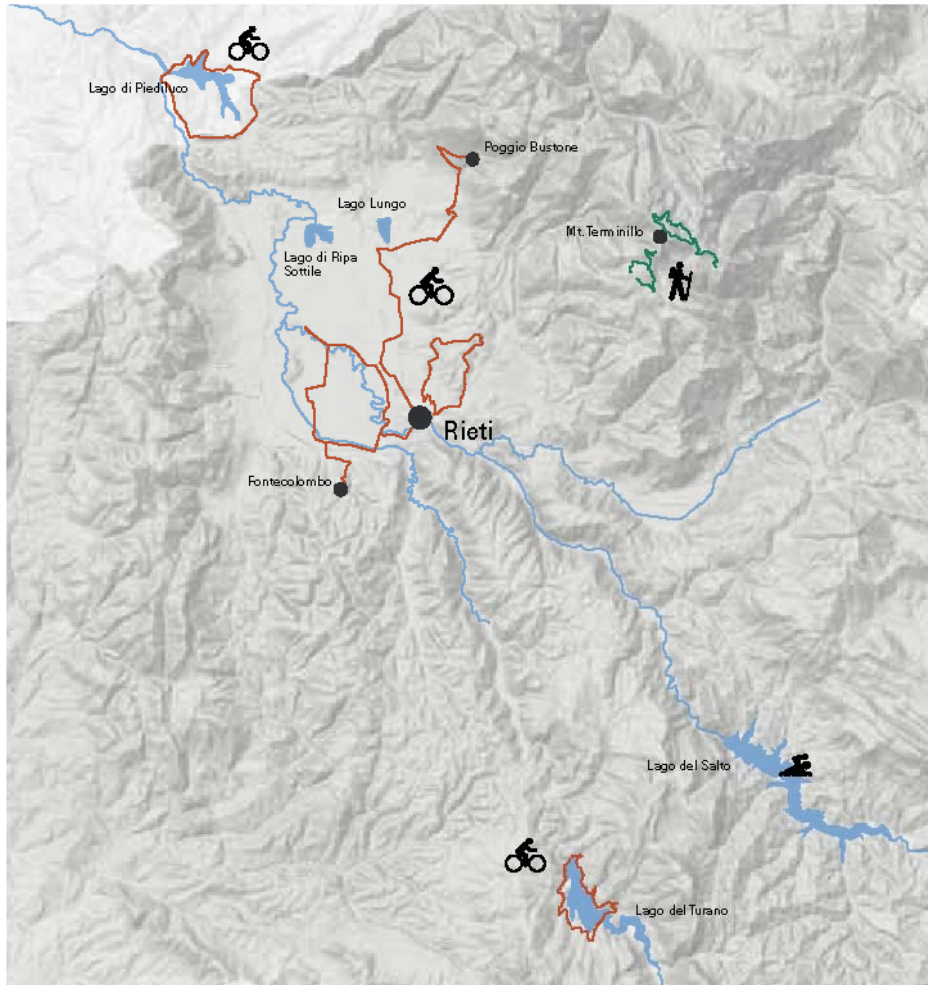 Lago di Piediluco
Poggio Bustone
Lago Lungo
Mt. Terminillo
Lago di Ripa
Sottile
Rieti
Fontecolombo
Lago del Salto
Lago del Turano